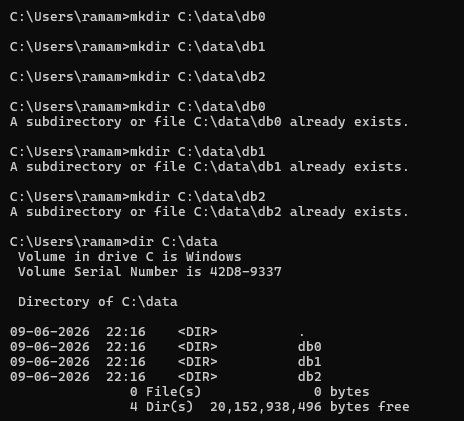 C:\Users\ramam>mkdir C:\data\db0
C:\Users\ramam>mkdir C:\data\db1
C:\Users\ramam>mkdir C:\data\db2
C:\Users\ramam>mkdir C:\data\db0
A subdirectory or file C:\data\db0 already exists.
C:\Users\ramam>mkdir C:\data\db1
A subdirectory or file C:\data\db1 already exists.
C:\Users\ramam>mkdir C:\data\db2
A subdirectory or file C:\data\db2 already exists.
C:\Users\ramam>dir C:\data
 Volume in drive C is Windows
 Volume Serial Number is 42D8-9337
 Directory of C:\data
09-06-2026  22:16    <DIR>          .
09-06-2026  22:16    <DIR>          db0
09-06-2026  22:16    <DIR>          db1
09-06-2026  22:16    <DIR>          db2
               0 File(s)              0 bytes
               4 Dir(s)  20,152,938,496 bytes free